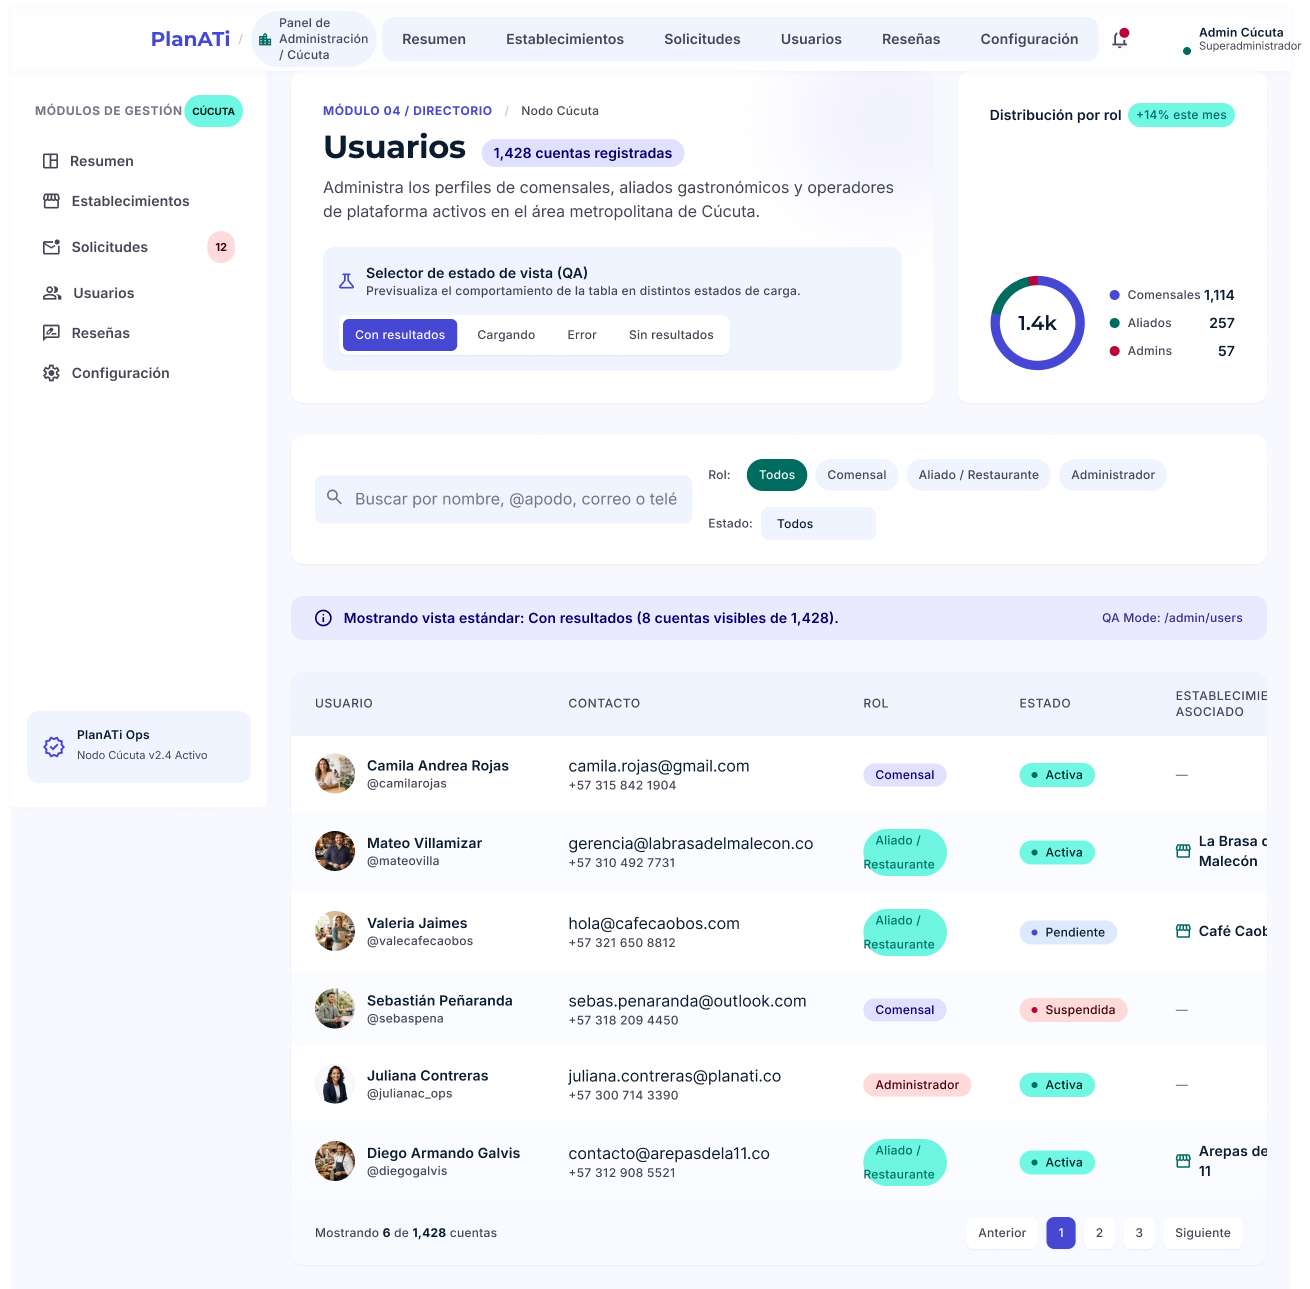 PlanATi
/
Panel de
Administración
/ Cúcuta
Resumen
Establecimientos
Solicitudes
Usuarios
Reseñas
Configuración
Admin Cúcuta
Superadministrador
MÓDULOS DE GESTIÓN
CÚCUTA
Resumen
Establecimientos
Solicitudes
12
Usuarios
Reseñas
Configuración
PlanATi Ops
Nodo Cúcuta v2.4 Activo
MÓDULO 04 / DIRECTORIO / Nodo Cúcuta
Usuarios
1,428 cuentas registradas
Administra los perfiles de comensales, aliados gastronómicos y operadores
de plataforma activos en el área metropolitana de Cúcuta.
Selector de estado de vista (QA)
Previsualiza el comportamiento de la tabla en distintos estados de carga.
Con resultados
Cargando
Error
Sin resultados
Distribución por rol
+14% este mes
1.4k
Comensales 1,114
Aliados 257
Admins 57
Buscar por nombre, @apodo, correo o telé
Rol:
Todos
Comensal
Aliado / Restaurante
Administrador
Estado:
Todos
Mostrando vista estándar: Con resultados (8 cuentas visibles de 1,428).
QA Mode: /admin/users
USUARIO
CONTACTO
ROL
ESTADO
ESTABLECIMIE
ASOCIADO
Camila Andrea Rojas
@camilarojas
camila.rojas@gmail.com
+57 315 842 1904
Comensal
Activa
—
Mateo Villamizar
@mateovilla
gerencia@labrasadelmalecon.co
+57 310 492 7731
Aliado /
Restaurante
Activa
La Brasa d
Malecón
Valeria Jaimes
@valecafecaobos
hola@cafecaobos.com
+57 321 650 8812
Aliado /
Restaurante
Pendiente
Café Caob
Sebastián Peñaranda
@sebaspena
sebas.penaranda@outlook.com
+57 318 209 4450
Comensal
Suspendida
—
Juliana Contreras
@julianac_ops
juliana.contreras@planati.co
+57 300 714 3390
Administrador
Activa
—
Diego Armando Galvis
@diegogalvis
contacto@arepasdela11.co
+57 312 908 5521
Aliado /
Restaurante
Activa
Arepas de
11
Mostrando 6 de 1,428 cuentas
Anterior
1
2
3
Siguiente